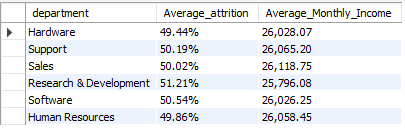 department Average_attrition Average_Monthly_Income
Hardware 49.44% 26,028.07
Support 50.19% 26,065.20
Sales 50.02% 26,118.75
Research & Development 51.21% 25,796.08
Software 50.54% 26,026.25
Human Resources 49.86% 26,058.45